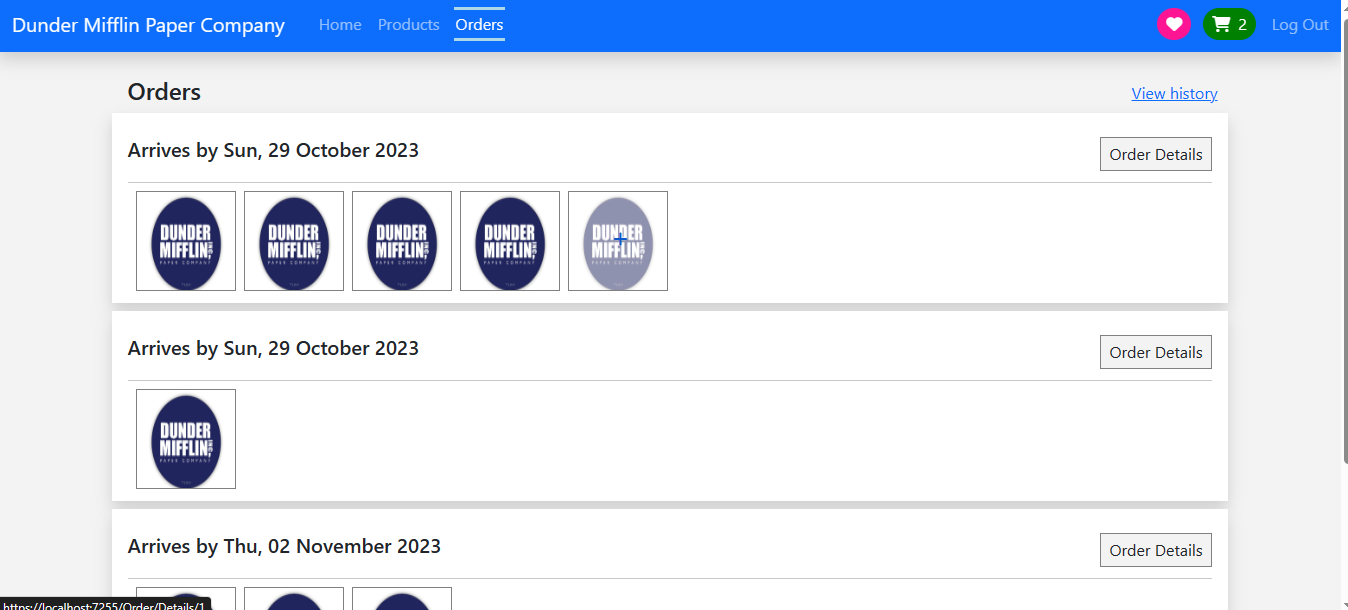 Dunder Mifflin Paper Company Home Products Orders 2 Log Out
Orders View history
Arrives by Sun, 29 October 2023 Order Details
DUNDER DUNDER DUNDER DUNDER DUNDER
MIFFLIN INC. MIFFLIN INC. MIFFLIN INC. MIFFLIN INC. MIFFLIN INC.
PAPER COMPANY PAPER COMPANY PAPER COMPANY PAPER COMPANY PAPER COMPANY
Arrives by Sun, 29 October 2023 Order Details
DUNDER
MIFFLIN INC.
PAPER COMPANY
Arrives by Thu, 02 November 2023 Order Details
https://localhost:7255/Order/Details/1